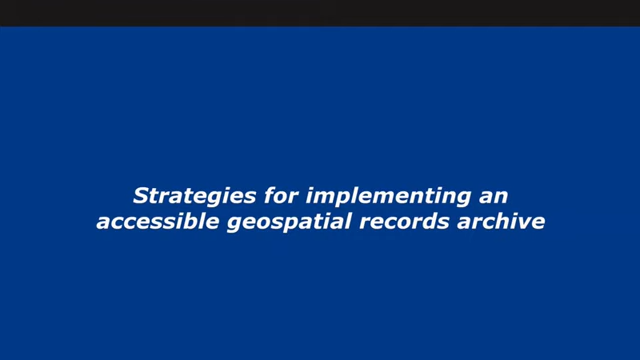 Strategies for implementing an
accessible geospatial records archive